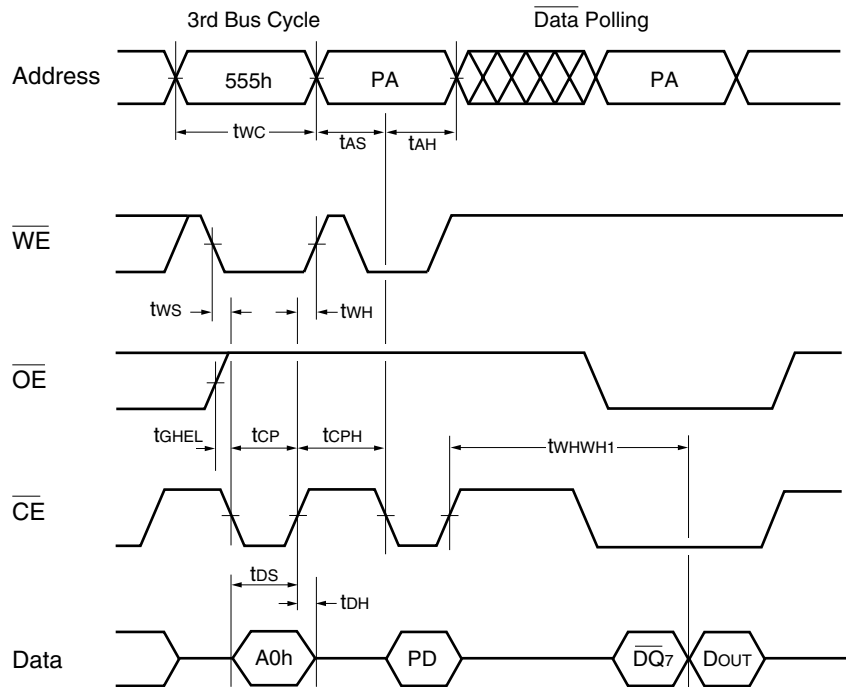 3rd Bus Cycle
Data Polling
Address
555h
PA
PA
tWC
tAS
tAH
WE
tWS
tWH
OE
tGHEL
tCP
tCPH
tWHWH1
CE
tDS
tDH
Data
A0h
PD
DQ7
DOUT